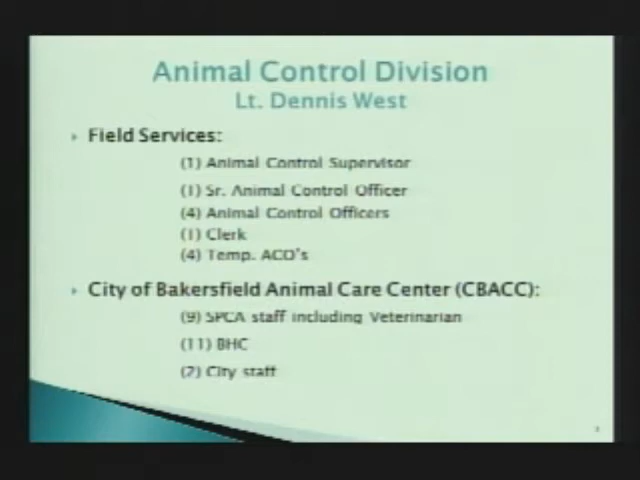 Animal Control Division
Lt. Dennis West
Field Services:
(1) Animal Control Supervisor
(1) Sr. Animal Control Officer
(4) Animal Control Officers
(1) Clerk
(4) Temp. ACO's
City of Bakersfield Animal Care Center (CBACC):
(9) SPCA staff including Veterinarian
(11) BHC
(2) City staff